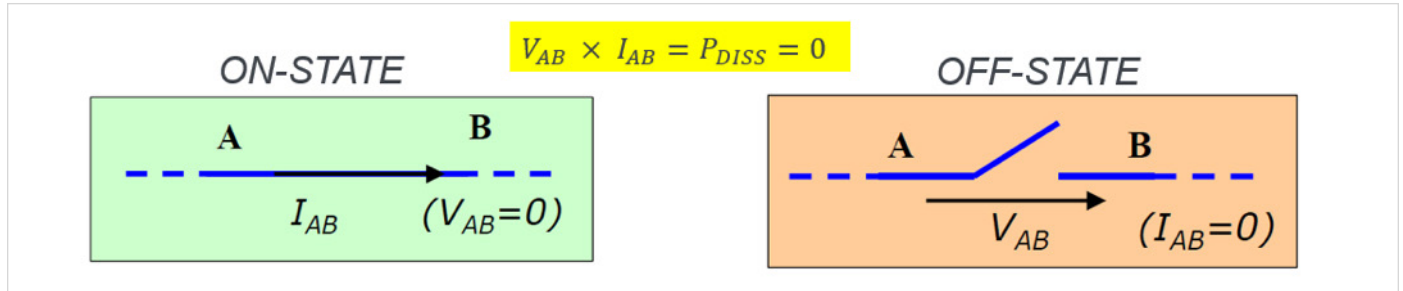 V_AB × I_AB = P_DISS = 0
ON-STATE
A B
I_AB (V_AB=0)
OFF-STATE
A B
V_AB (I_AB=0)